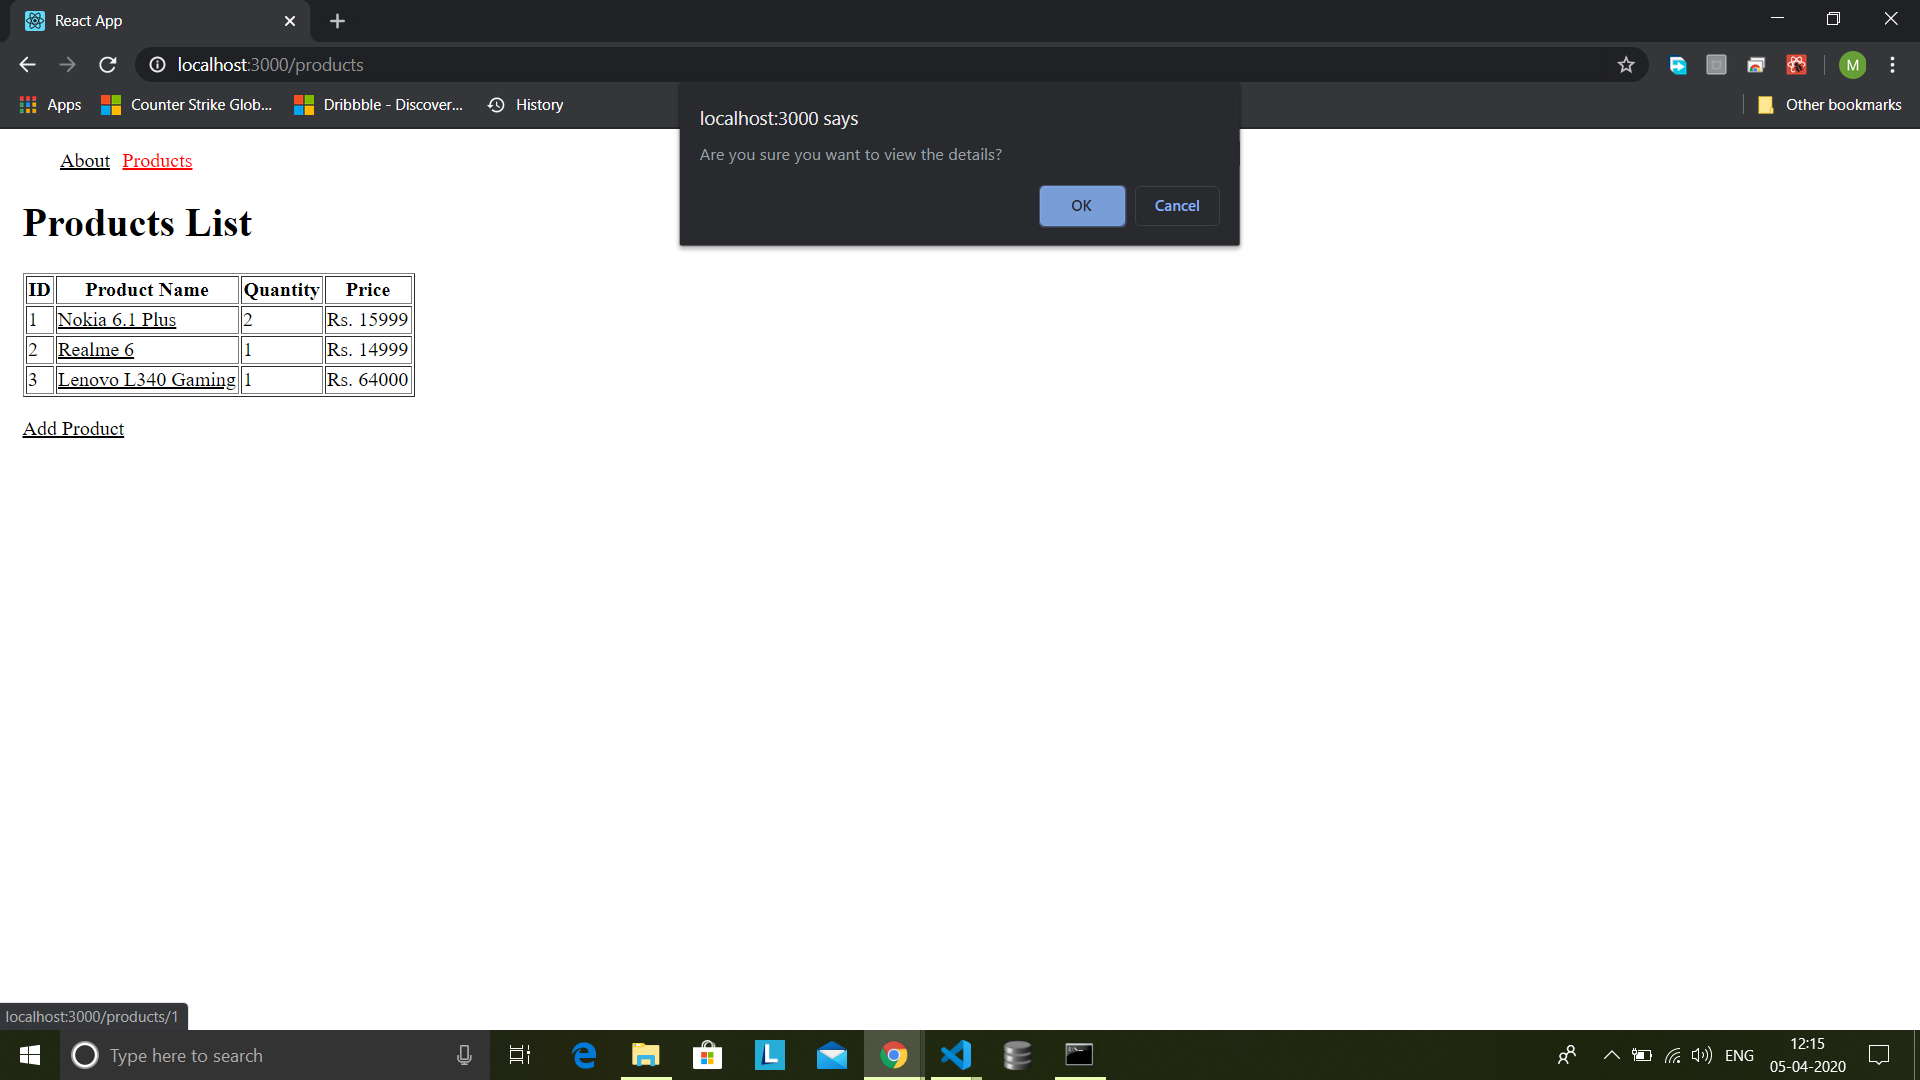 React App
localhost:3000/products
M
Apps
Counter Strike Glob...
Dribbble - Discover...
History
Other bookmarks
localhost:3000 says
Are you sure you want to view the details?
OK
Cancel
About
Products
Products List
ID Product Name Quantity Price
1 Nokia 6.1 Plus 2 Rs. 15999
2 Realme 6 1 Rs. 14999
3 Lenovo L340 Gaming 1 Rs. 64000
Add Product
localhost:3000/products/1
Type here to search
L
ENG
12:15
05-04-2020